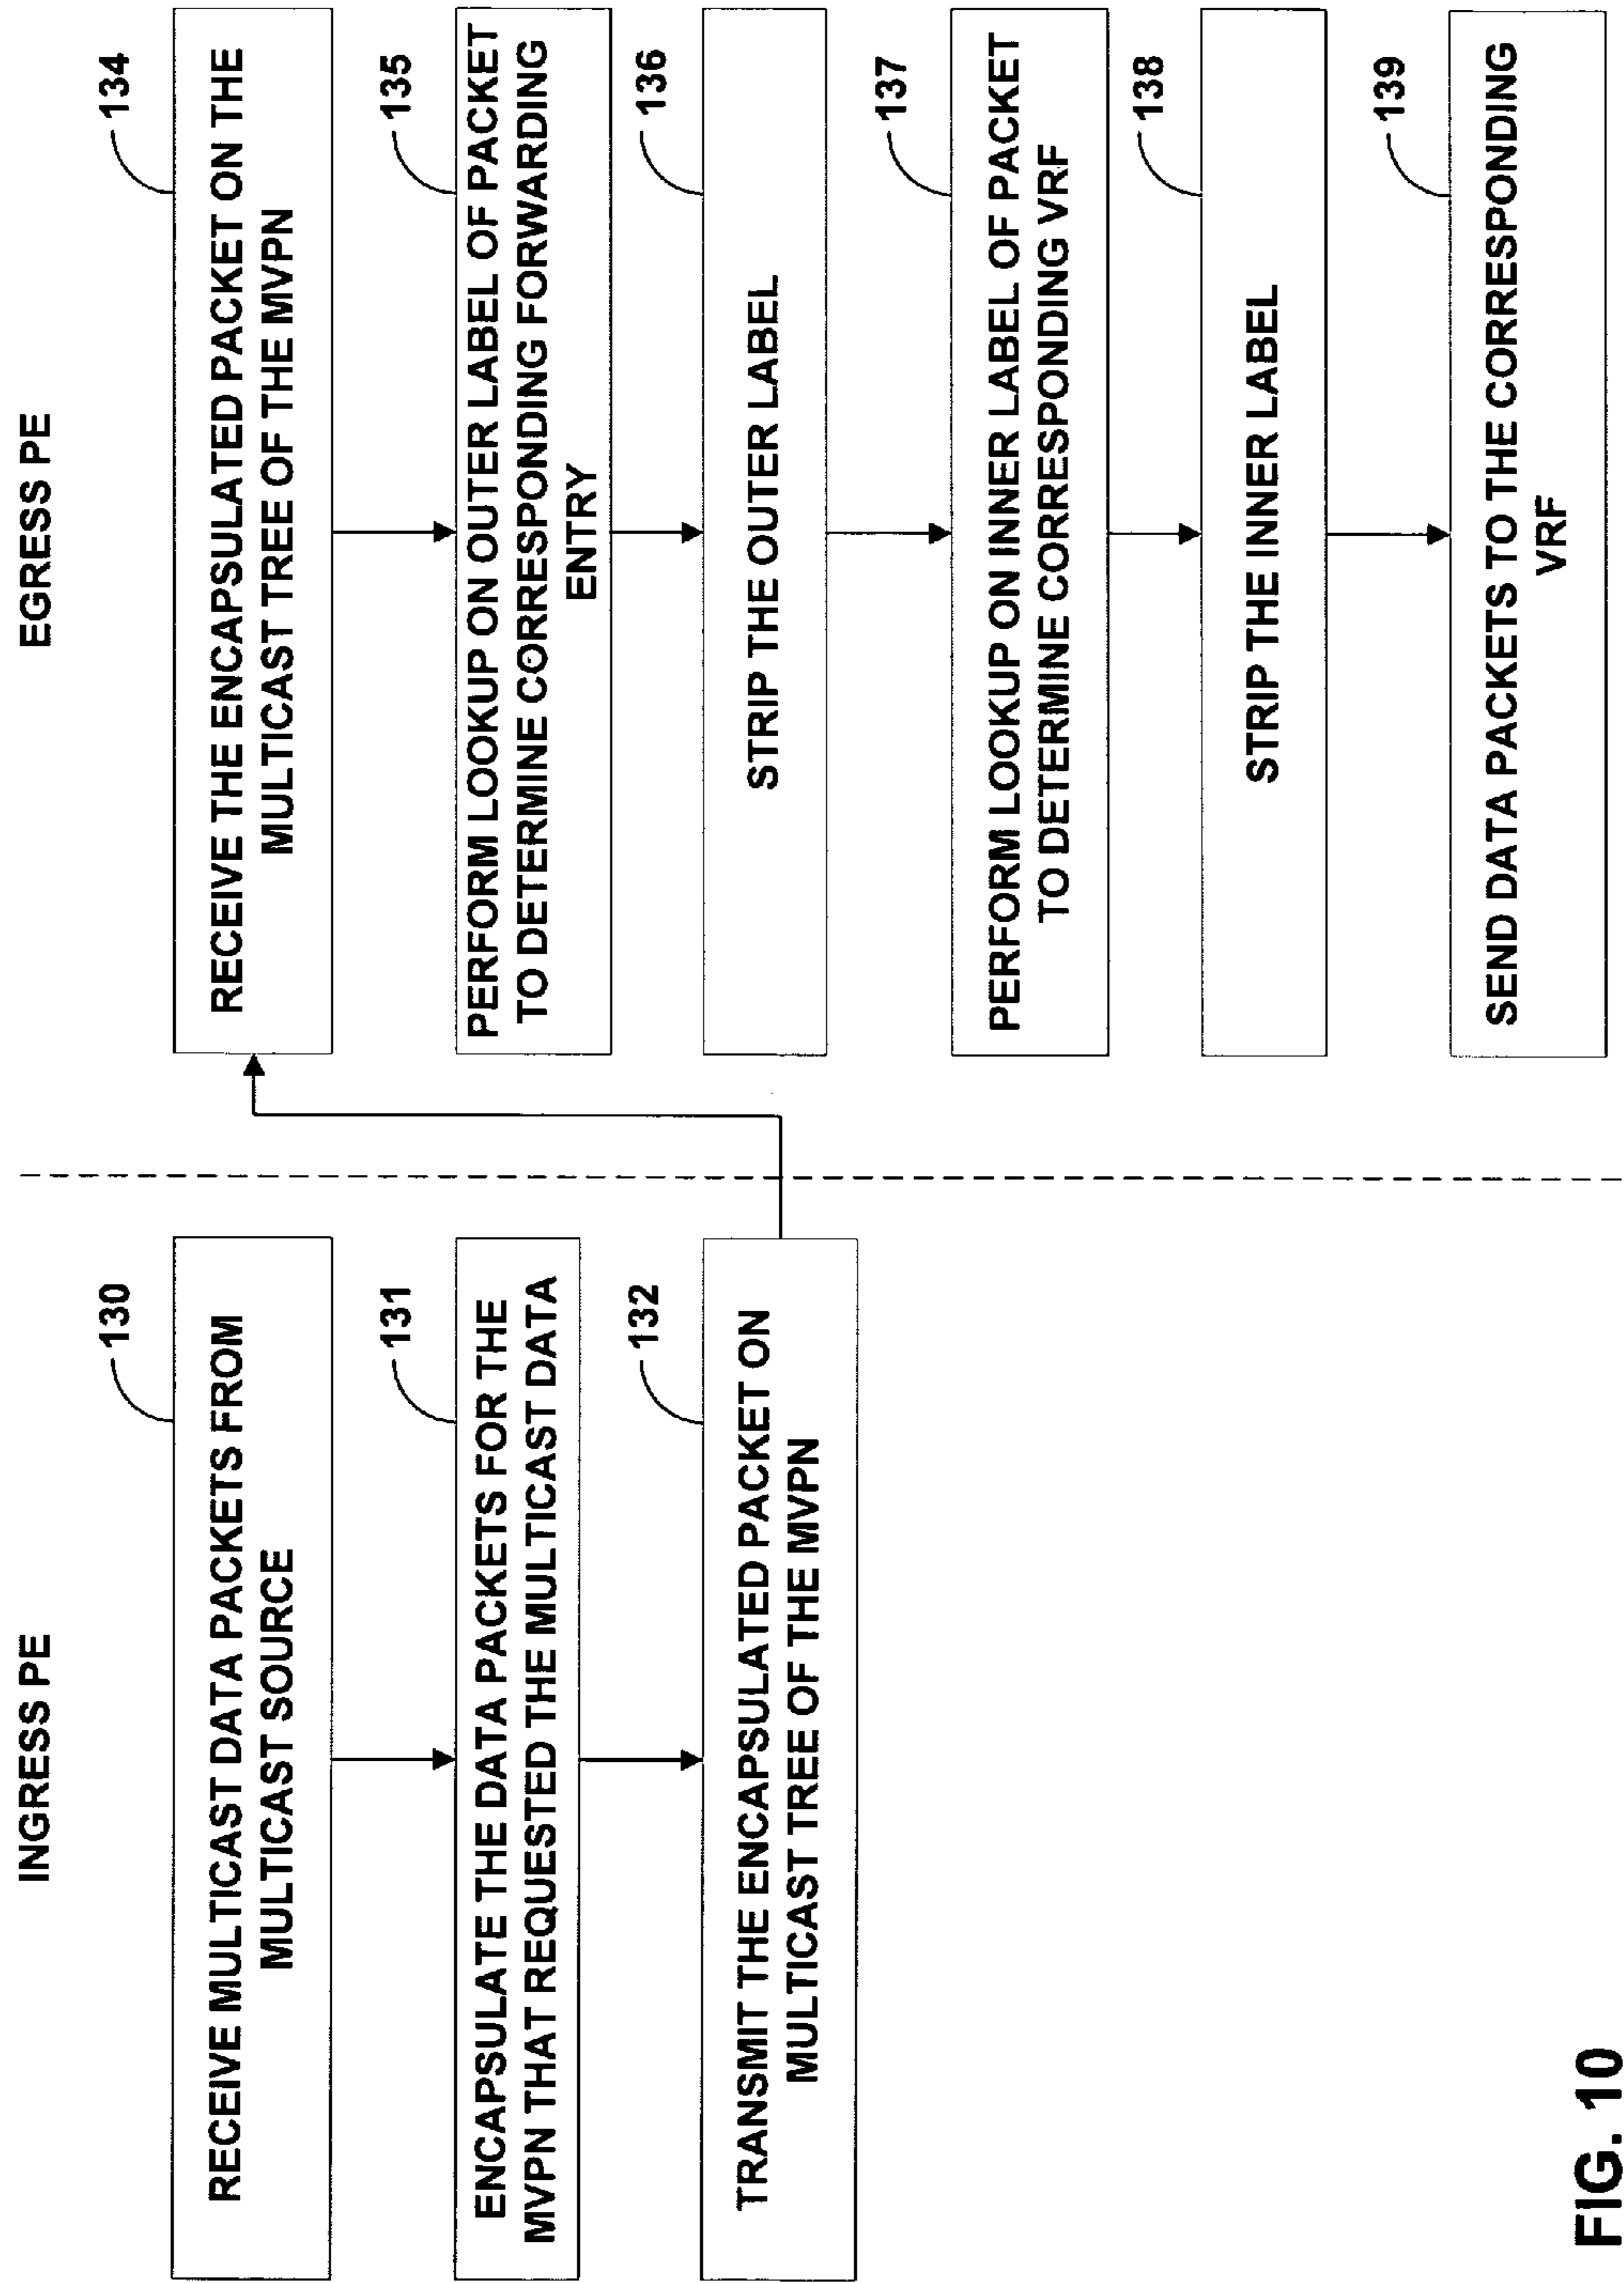 INGRESS PE
130
RECEIVE MULTICAST DATA PACKETS FROM
MULTICAST SOURCE
131
ENCAPSULATE THE DATA PACKETS FOR THE
MVPN THAT REQUESTED THE MULTICAST DATA
132
TRANSMIT THE ENCAPSULATED PACKET ON
MULTICAST TREE OF THE MVPN
EGRESS PE
134
RECEIVE THE ENCAPSULATED PACKET ON THE
MULTICAST TREE OF THE MVPN
135
PERFORM LOOKUP ON OUTER LABEL OF PACKET
TO DETERMINE CORRESPONDING FORWARDING
ENTRY
136
STRIP THE OUTER LABEL
137
PERFORM LOOKUP ON INNER LABEL OF PACKET
TO DETERMINE CORRESPONDING VRF
138
STRIP THE INNER LABEL
139
SEND DATA PACKETS TO THE CORRESPONDING
VRF
FIG. 10